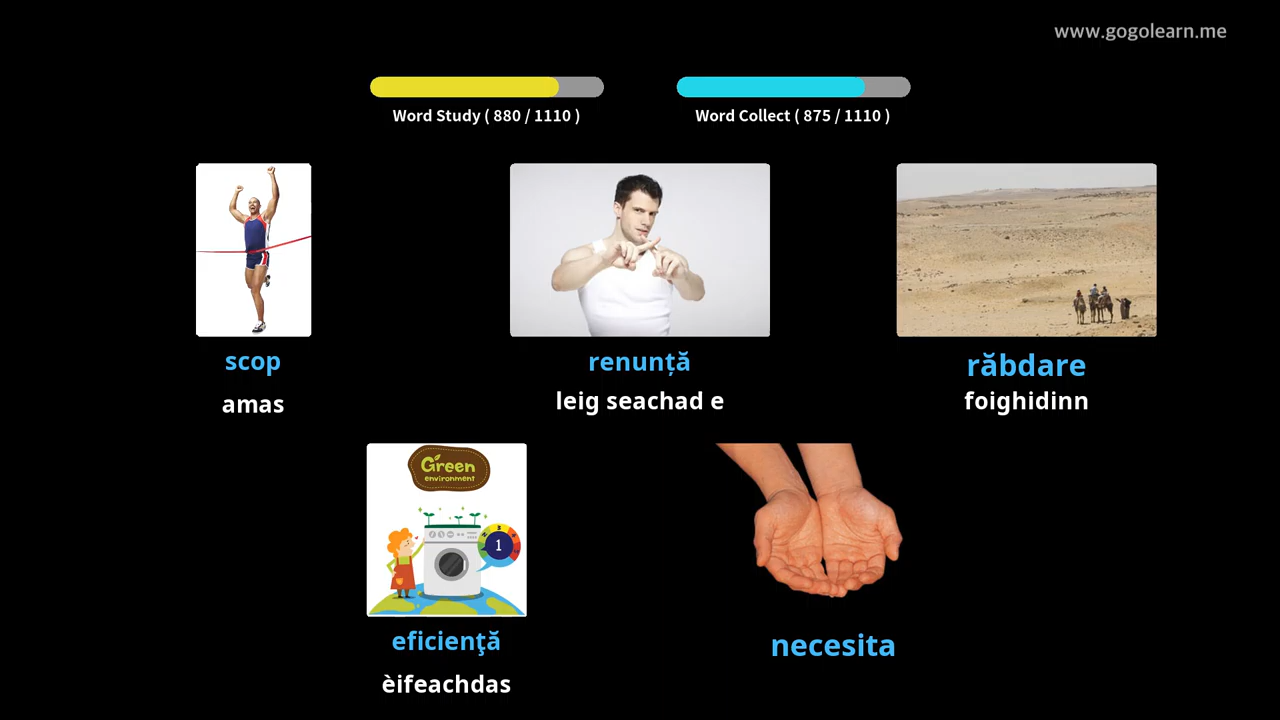 www.gogolearn.me
Word Study ( 880 / 1110 )
Word Collect ( 875 / 1110 )
scop
amas
renunță
leig seachad e
răbdare
foighidinn
Green
environment
1
eficienţă
èifeachdas
necesita